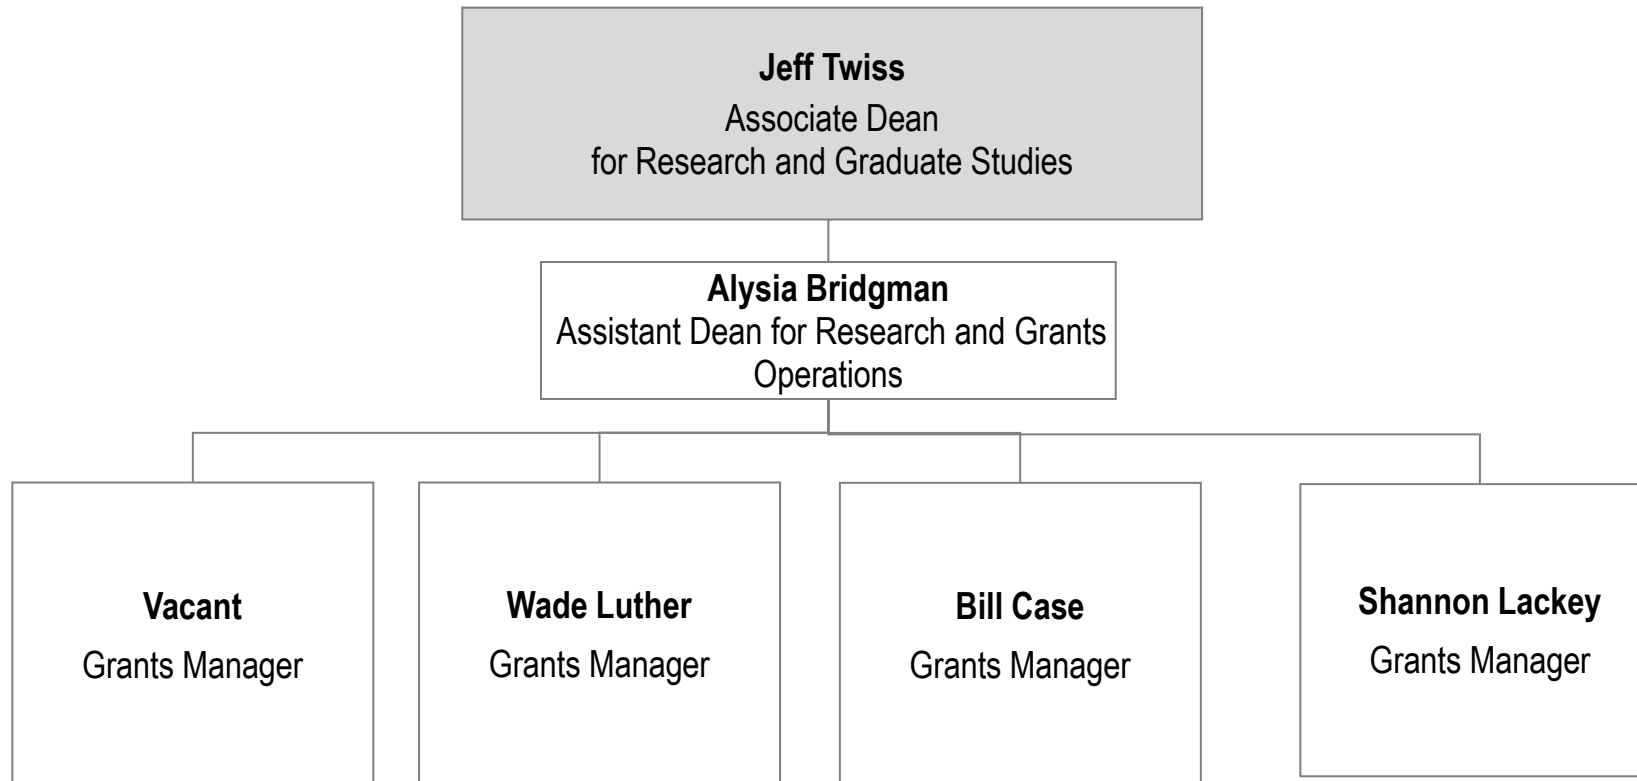 Jeff Twiss
Associate Dean
for Research and Graduate Studies
Alysia Bridgman
Assistant Dean for Research and Grants
Operations
Vacant
Grants Manager
Wade Luther
Grants Manager
Bill Case
Grants Manager
Shannon Lackey
Grants Manager